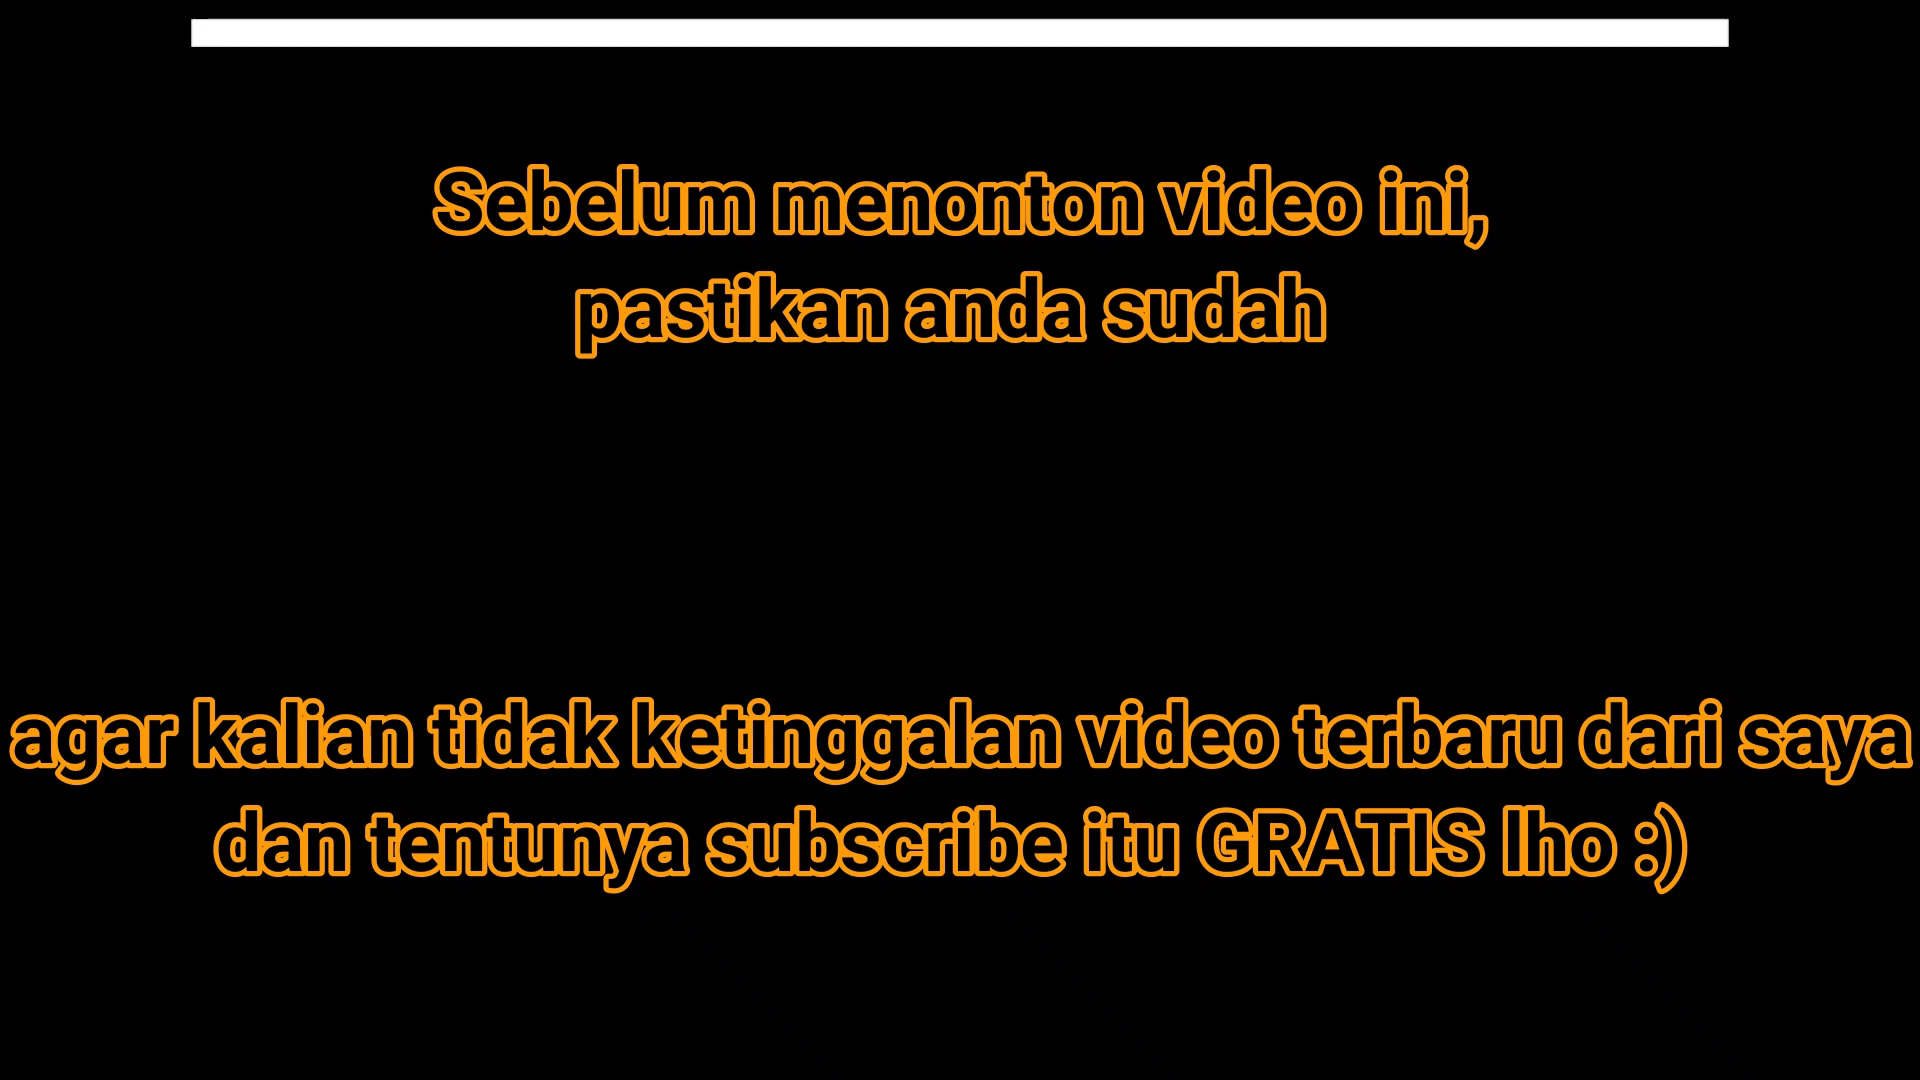 Sebelum menonton video ini,
pastikan anda sudah
agar kalian tidak ketinggalan video terbaru dari saya
dan tentunya subscribe itu GRATIS lho :)